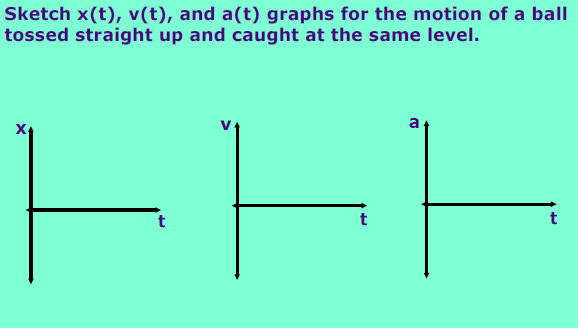 Sketch x(t), v(t), and a(t) graphs for the motion of a ball
tossed straight up and caught at the same level.
x
t
v
t
a
t